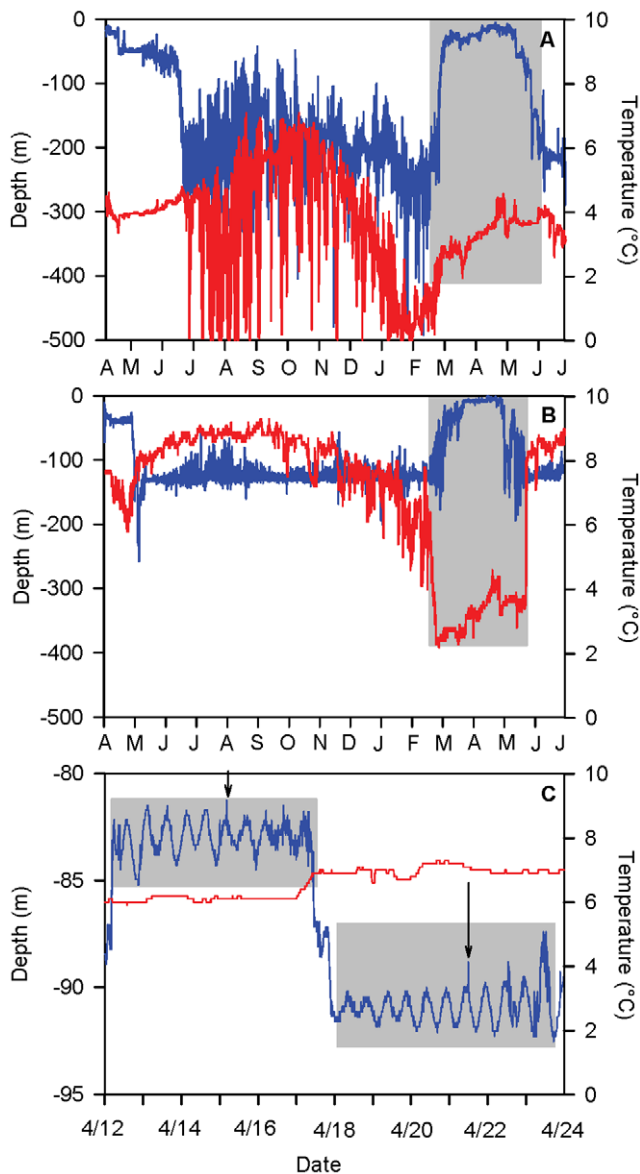 0 10
A
-100 8
-200 6
-300 4
-400 2
-500 0
Depth (m)
Temperature (°C)
A M J J A S O N D J F M A M J J
0 10
B
-100 8
-200 6
-300 4
-400 2
-500 0
Depth (m)
Temperature (°C)
A M J J A S O N D J F M A M J J
-80 10
C
8
-85
6
-90 4
2
-95 0
Depth (m)
Temperature (°C)
4/12 4/14 4/16 4/18 4/20 4/22 4/24
Date